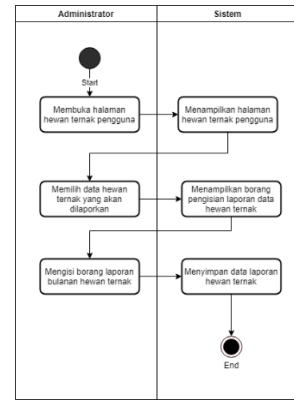 Administrator
Sistem
Start
Membuka halaman
hewan ternak pengguna
Menampilkan halaman
hewan ternak pengguna
Memilih data hewan
ternak yang akan
dilaporkan
Menampilkan borang
pengisian laporan data
hewan ternak
Mengisi borang laporan
bulanan hewan ternak
Menyimpan data laporan
hewan ternak
End